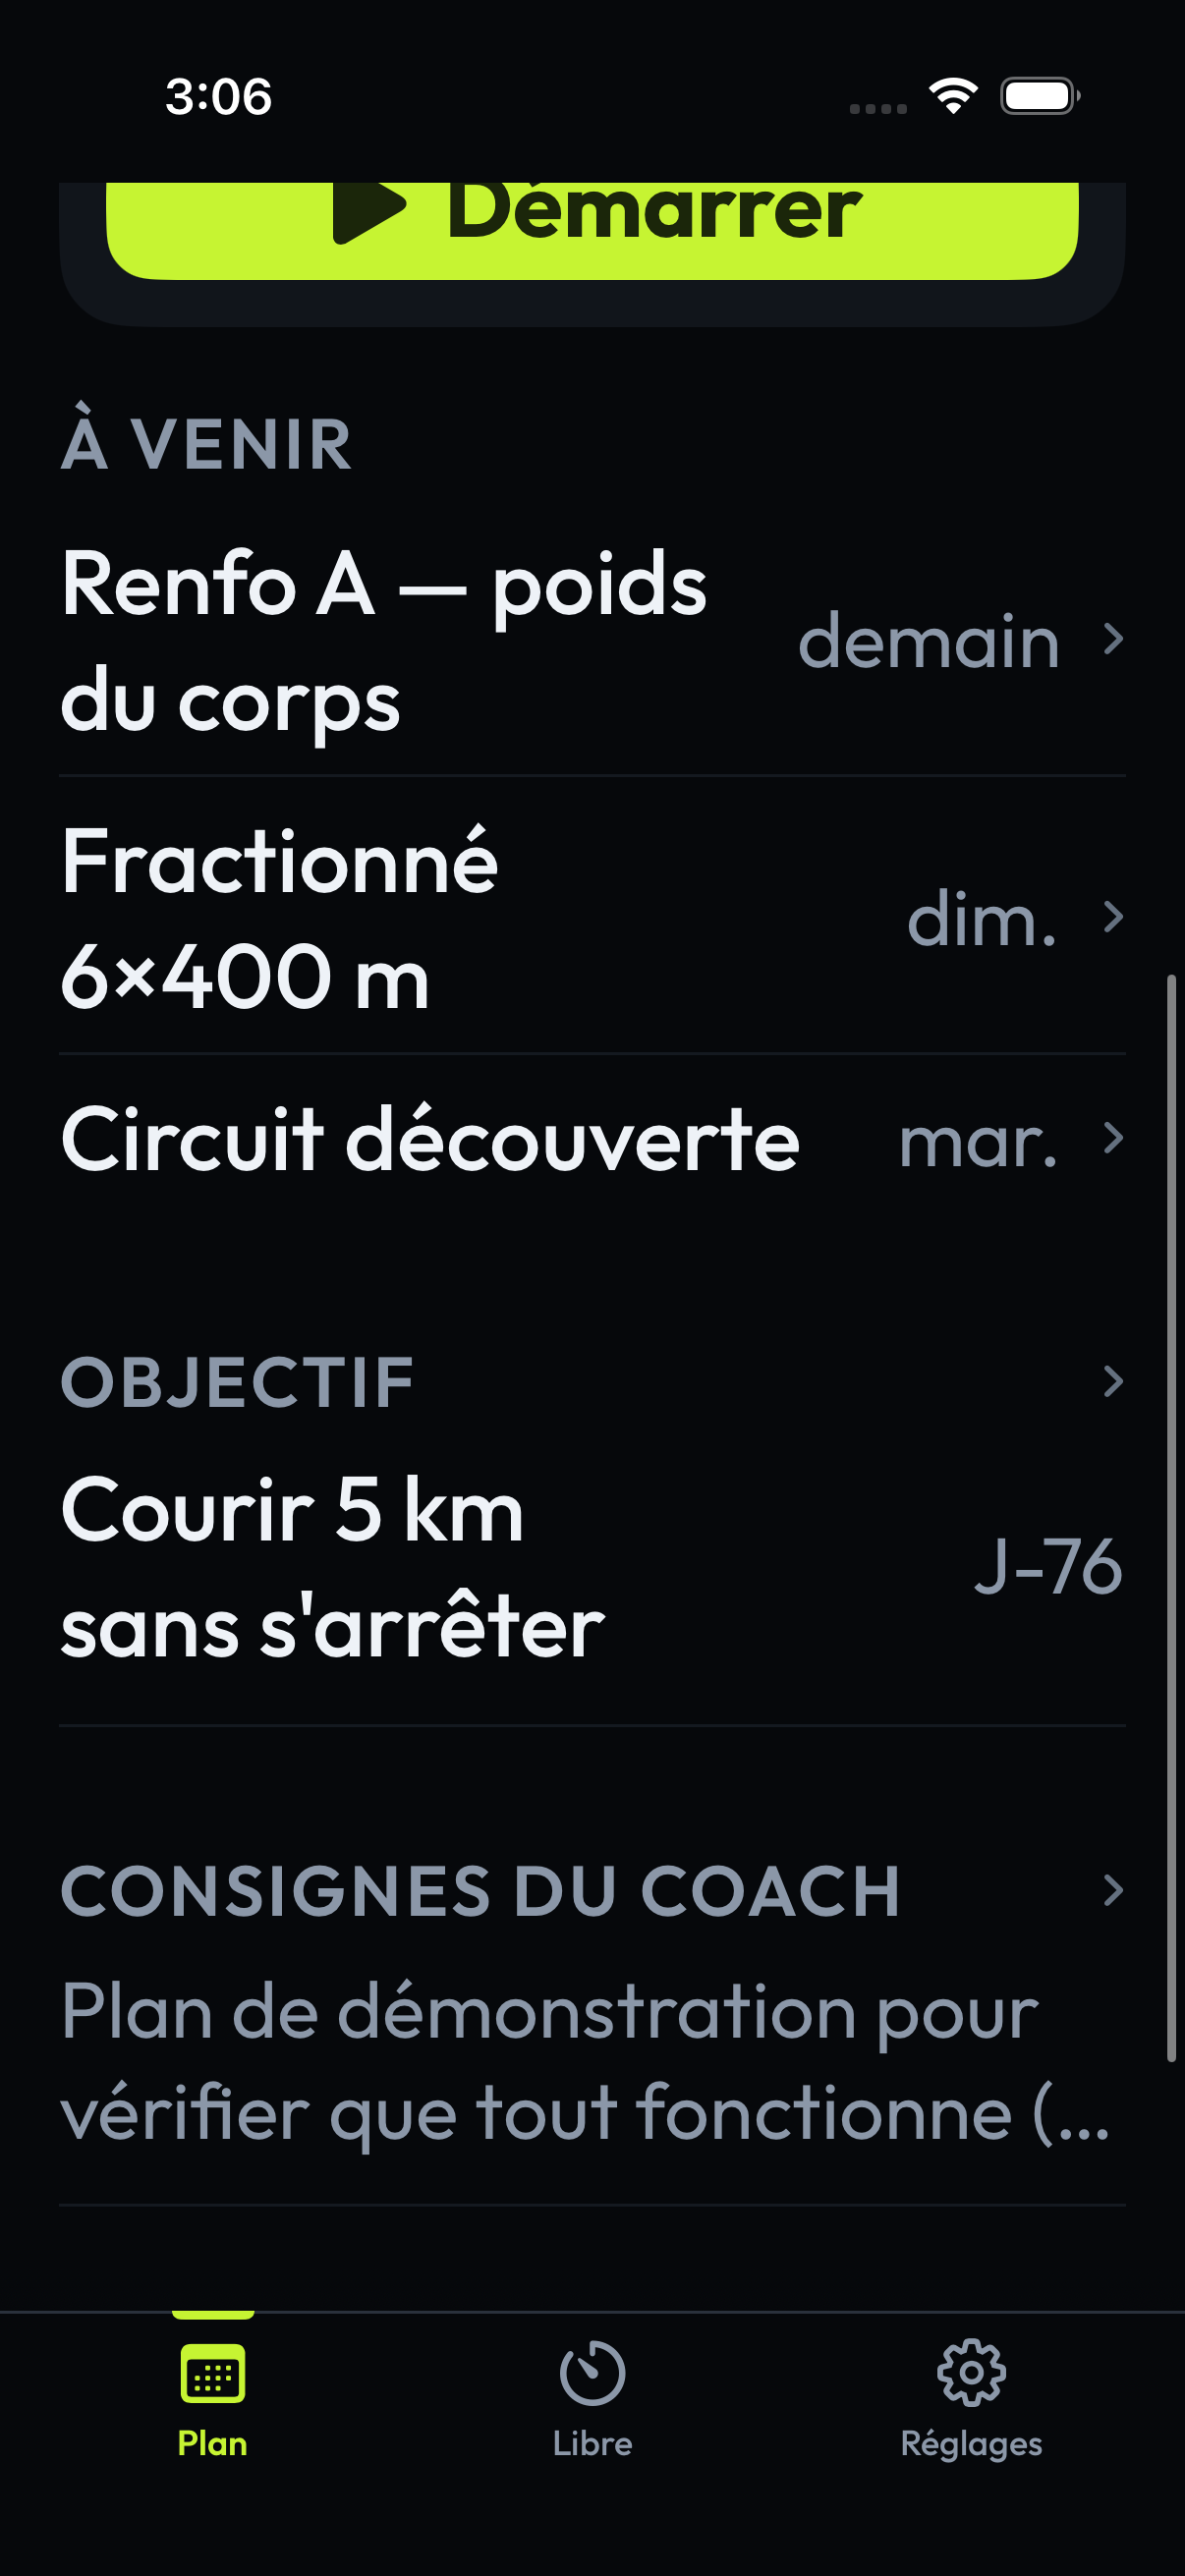 3:06
Démarrer
À VENIR
Renfo A — poids
du corps
demain
Fractionné
6×400 m
dim.
Circuit découverte
mar.
OBJECTIF
Courir 5 km
sans s'arrêter
J-76
CONSIGNES DU COACH
Plan de démonstration pour
vérifier que tout fonctionne (…
Plan
Libre
Réglages